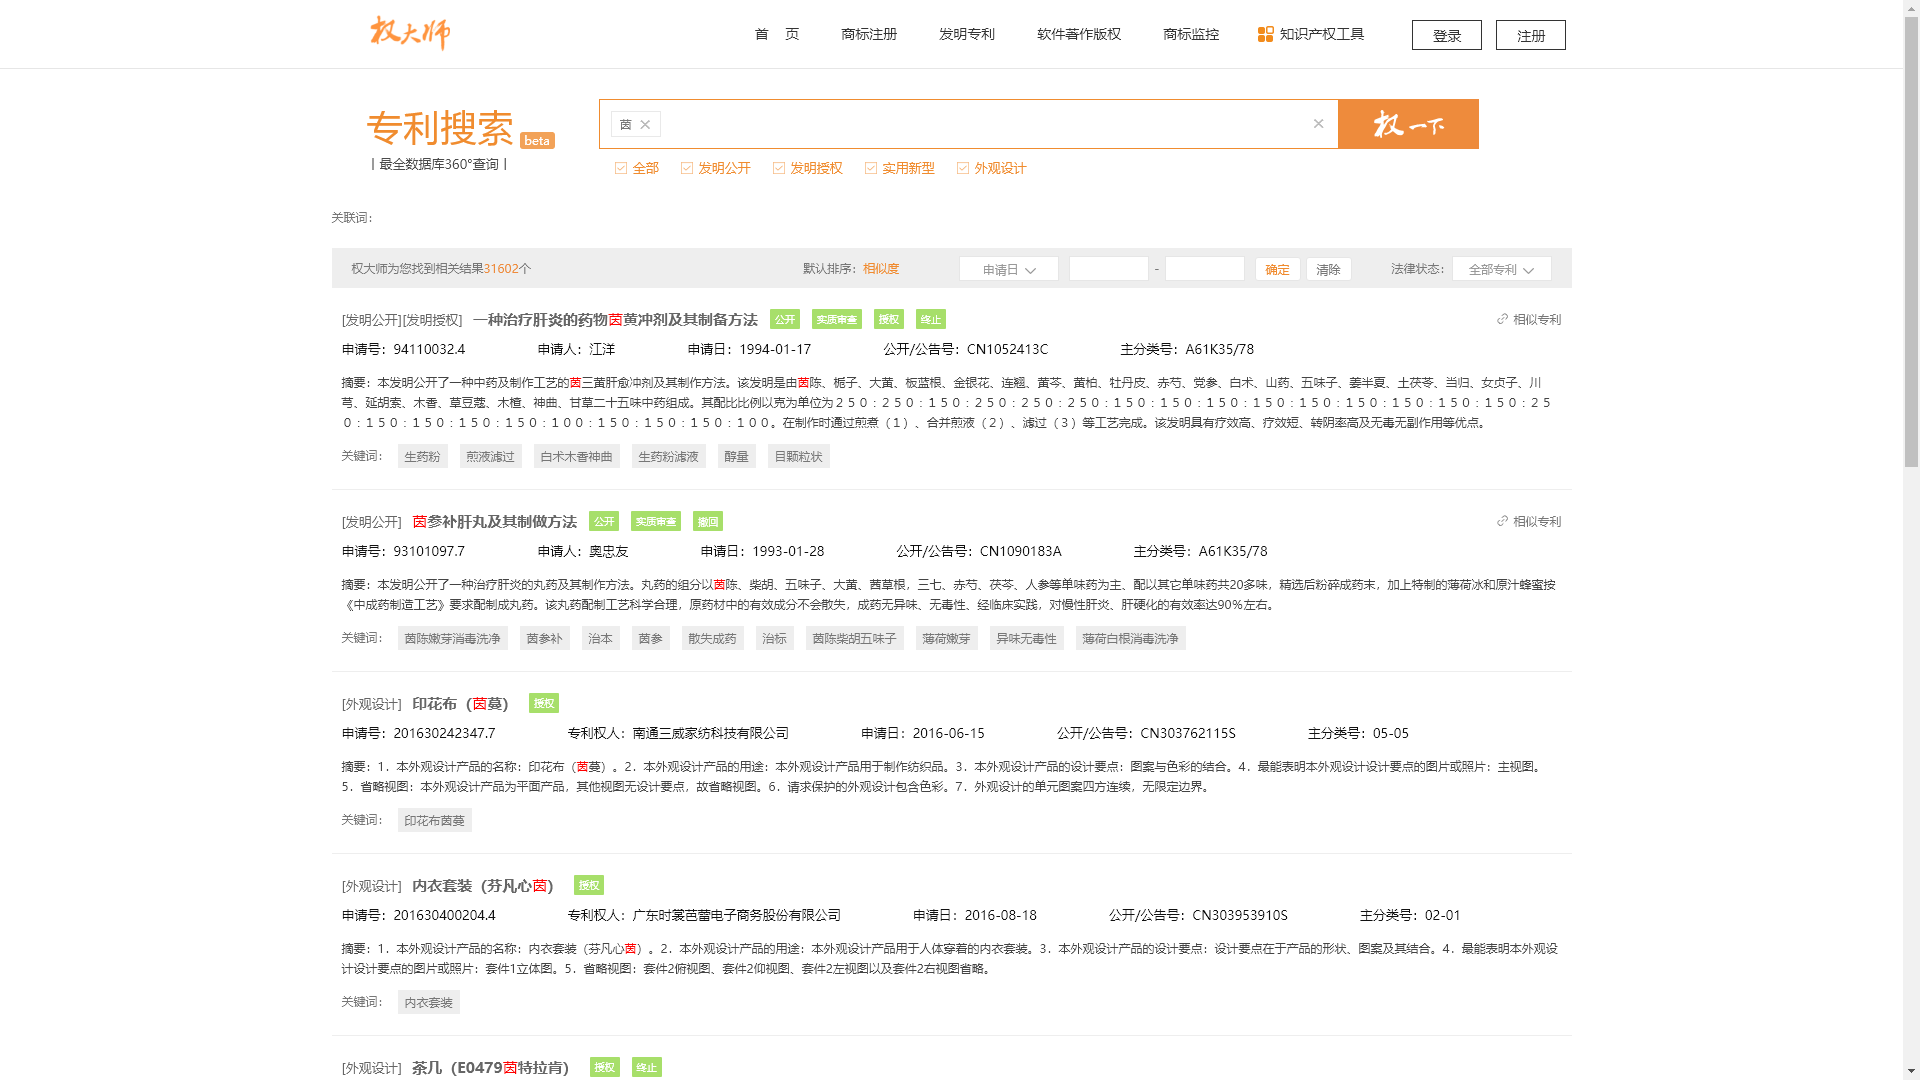 权大师
首 页
商标注册
发明专利
软件著作版权
商标监控
知识产权工具
登录
注册
专利搜索 beta
| 最全数据库360°查询 |
茵
权一下
全部
发明公开
发明授权
实用新型
外观设计
关联词：
权大师为您找到相关结果31602个
默认排序：相似度
申请日
-
确定
清除
法律状态：
全部专利
[发明公开][发明授权] 一种治疗肝炎的药物茵黄冲剂及其制备方法 公开 实质审查 授权 终止
相似专利
申请号：94110032.4 申请人：江洋 申请日：1994-01-17 公开/公告号：CN1052413C 主分类号：A61K35/78
摘要：本发明公开了一种中药及制作工艺的茵三黄肝愈冲剂及其制作方法。该发明是由茵陈、栀子、大黄、板蓝根、金银花、连翘、黄芩、黄柏、牡丹皮、赤芍、党参、白术、山药、五味子、姜半夏、土茯苓、当归、女贞子、川
芎、延胡索、木香、草豆蔻、木楂、神曲、甘草二十五味中药组成。其配比比例以克为单位为２５０：２５０：１５０：２５０：２５０：２５０：１５０：１５０：１５０：１５０：１５０：１５０：１５０：１５０：１５０：２５
０：１５０：１５０：１５０：１５０：１００：１５０：１５０：１５０：１００。在制作时通过煎煮（１）、合并煎液（２）、滤过（３）等工艺完成。该发明具有疗效高、疗效短、转阴率高及无毒无副作用等优点。
关键词： 生药粉 煎液滤过 白术木香神曲 生药粉滤液 醇量 目颗粒状
[发明公开] 茵参补肝丸及其制做方法 公开 实质审查 撤回
相似专利
申请号：93101097.7 申请人：奥忠友 申请日：1993-01-28 公开/公告号：CN1090183A 主分类号：A61K35/78
摘要：本发明公开了一种治疗肝炎的丸药及其制作方法。丸药的组分以茵陈、柴胡、五味子、大黄、茜草根，三七、赤芍、茯苓、人参等单味药为主、配以其它单味药共20多味，精选后粉碎成药末，加上特制的薄荷冰和原汁蜂蜜按
《中成药制造工艺》要求配制成丸药。该丸药配制工艺科学合理，原药材中的有效成分不会散失，成药无异味、无毒性、经临床实践，对慢性肝炎、肝硬化的有效率达90%左右。
关键词： 茵陈嫩芽消毒洗净 茵参补 治本 茵参 散失成药 治标 茵陈柴胡五味子 薄荷嫩芽 异味无毒性 薄荷白根消毒洗净
[外观设计] 印花布（茵蔓） 授权
申请号：201630242347.7 专利权人：南通三威家纺科技有限公司 申请日：2016-06-15 公开/公告号：CN303762115S 主分类号：05-05
摘要：1．本外观设计产品的名称：印花布（茵蔓）。2．本外观设计产品的用途：本外观设计产品用于制作纺织品。3．本外观设计产品的设计要点：图案与色彩的结合。4．最能表明本外观设计设计要点的图片或照片：主视图。
5．省略视图：本外观设计产品为平面产品，其他视图无设计要点，故省略视图。6．请求保护的外观设计包含色彩。7．外观设计的单元图案四方连续，无限定边界。
关键词： 印花布茵蔓
[外观设计] 内衣套装（芬凡心茵） 授权
申请号：201630400204.4 专利权人：广东时裳芭蕾电子商务股份有限公司 申请日：2016-08-18 公开/公告号：CN303953910S 主分类号：02-01
摘要：1．本外观设计产品的名称：内衣套装（芬凡心茵）。2．本外观设计产品的用途：本外观设计产品用于人体穿着的内衣套装。3．本外观设计产品的设计要点：设计要点在于产品的形状、图案及其结合。4．最能表明本外观设
计设计要点的图片或照片：套件1立体图。5．省略视图：套件2俯视图、套件2仰视图、套件2左视图以及套件2右视图省略。
关键词： 内衣套装
[外观设计] 茶几（E0479茵特拉肯） 授权 终止